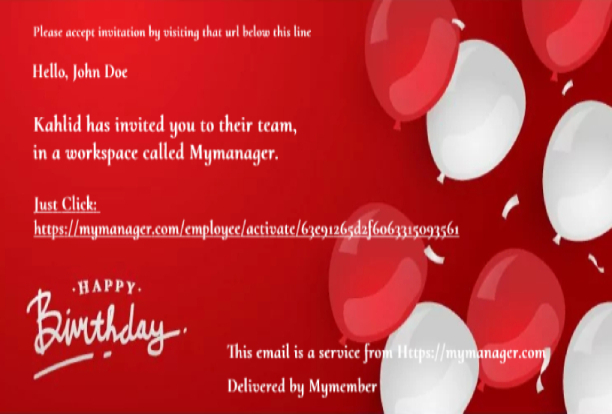 Please accept invitation by visiting that url below this line
Hello, John Doe
Kahlid has invited you to their team,
in a workspace called Mymanager.
Just Click:
https://mymanager.com/employee/activate/63e91265d2f6063315093561
·HAPPY·
Birthday
This email is a service from Https://mymanager.com
Delivered by Mymember